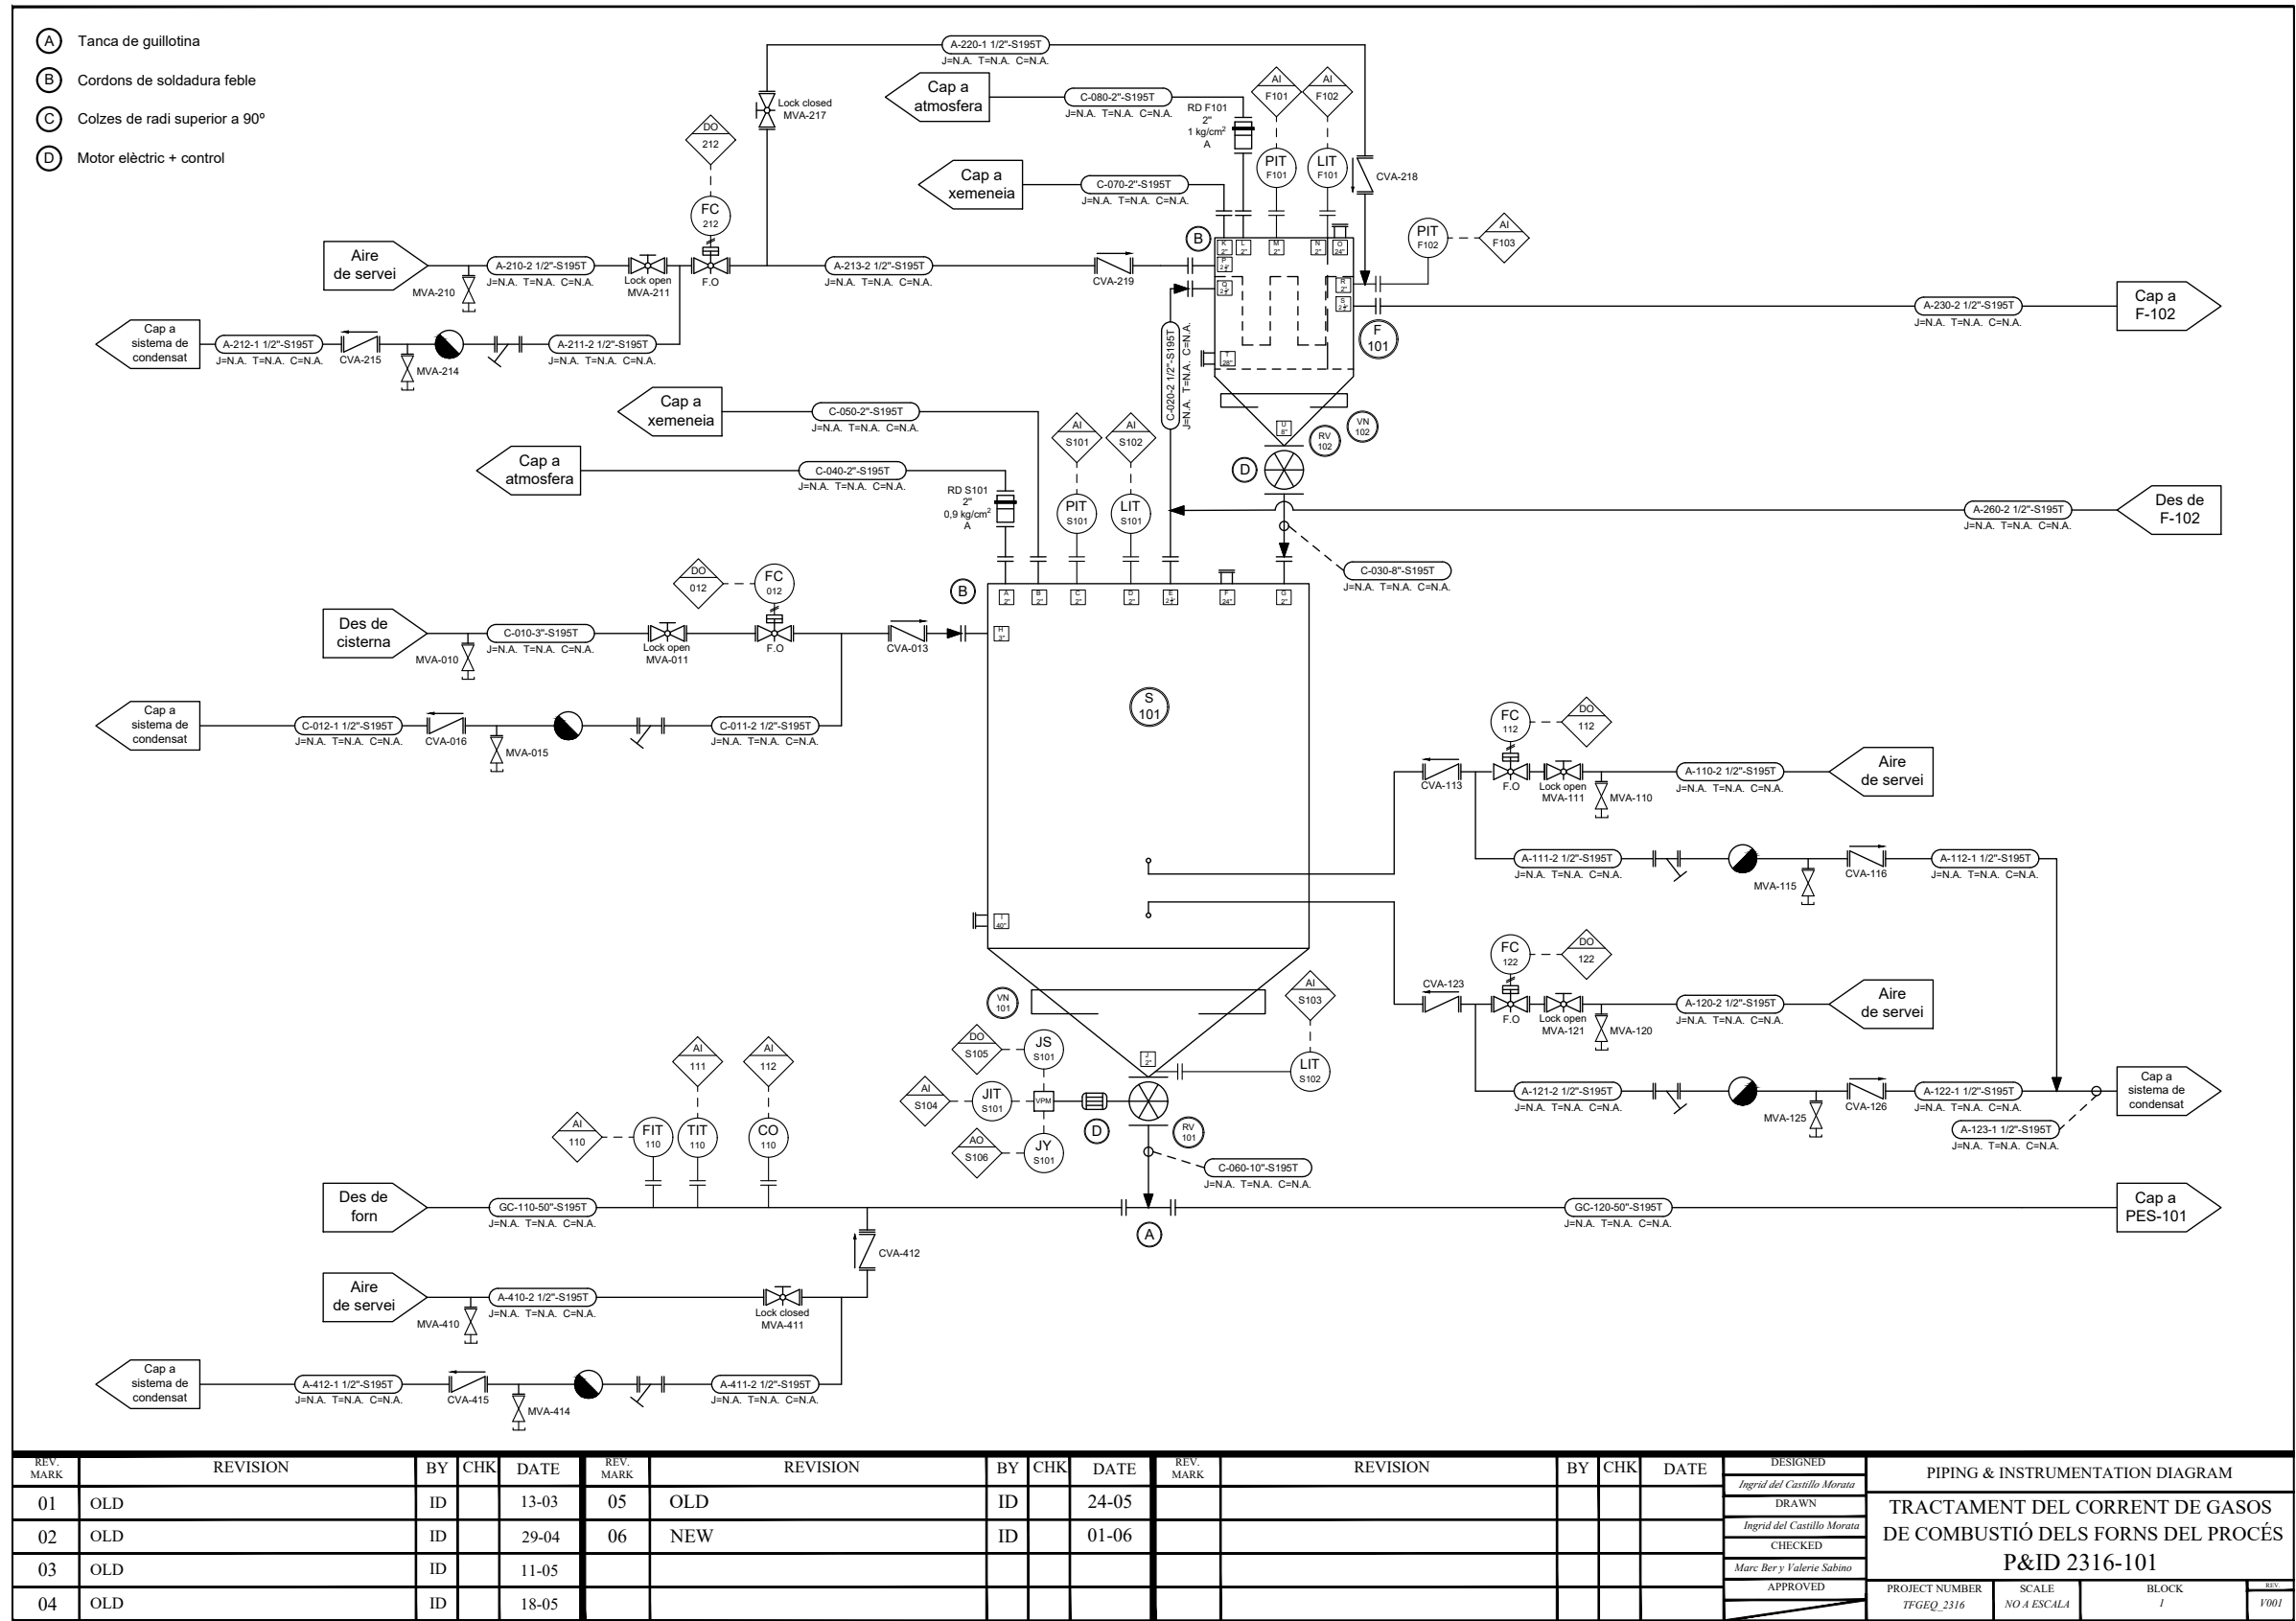 A Tanca de guillotina
B Cordons de soldadura feble
C Colzes de radi superior a 90º
D Motor elèctric + control
A-220-1 1/2"-S195T
J=N.A. T=N.A. C=N.A.
Lock closed
MVA-217
Cap a
atmosfera
C-080-2"-S195T
J=N.A. T=N.A. C=N.A.
RD F101
2"
1 kg/cm²
A
AI
F101
AI
F102
PIT
F101
LIT
F101
CVA-218
DO
212
FC
212
F.O
Cap a
xemeneia
C-070-2"-S195T
J=N.A. T=N.A. C=N.A.
PIT
F102
AI
F103
Aire
de servei
MVA-210
A-210-2 1/2"-S195T
J=N.A. T=N.A. C=N.A.
Lock open
MVA-211
A-213-2 1/2"-S195T
J=N.A. T=N.A. C=N.A.
CVA-219
B
K
2"
L
2"
M
2"
N
2"
O
24"
P
Q
R
2"
S
T
28"
U
8"
F
101
A-230-2 1/2"-S195T
J=N.A. T=N.A. C=N.A.
Cap a
F-102
Cap a
sistema de
condensat
A-212-1 1/2"-S195T
J=N.A. T=N.A. C=N.A.
CVA-215
MVA-214
A-211-2 1/2"-S195T
J=N.A. T=N.A. C=N.A.
C-020-2 1/2"-S195T
J=N.A. T=N.A. C=N.A.
Cap a
xemeneia
C-050-2"-S195T
J=N.A. T=N.A. C=N.A.
AI
S101
AI
S102
RV
102
VN
102
D
Cap a
atmosfera
C-040-2"-S195T
J=N.A. T=N.A. C=N.A.
RD S101
2"
0,9 kg/cm²
A
PIT
S101
LIT
S101
A-260-2 1/2"-S195T
J=N.A. T=N.A. C=N.A.
Des de
F-102
C-030-8"-S195T
J=N.A. T=N.A. C=N.A.
DO
012
FC
012
F.O
B
A
2"
B
2"
C
2"
D
2"
E
F
24"
G
2"
H
3"
Des de
cisterna
MVA-010
C-010-3"-S195T
J=N.A. T=N.A. C=N.A.
Lock open
MVA-011
CVA-013
S
101
Cap a
sistema de
condensat
C-012-1 1/2"-S195T
J=N.A. T=N.A. C=N.A.
CVA-016
MVA-015
C-011-2 1/2"-S195T
J=N.A. T=N.A. C=N.A.
FC
112
DO
112
CVA-113
F.O
Lock open
MVA-111
MVA-110
A-110-2 1/2"-S195T
J=N.A. T=N.A. C=N.A.
Aire
de servei
A-111-2 1/2"-S195T
J=N.A. T=N.A. C=N.A.
MVA-115
CVA-116
A-112-1 1/2"-S195T
J=N.A. T=N.A. C=N.A.
I
40"
FC
122
DO
122
CVA-123
F.O
Lock open
MVA-121
MVA-120
A-120-2 1/2"-S195T
J=N.A. T=N.A. C=N.A.
Aire
de servei
VN
101
AI
S103
LIT
S102
J
2"
DO
S105
JS
S101
AI
S104
JIT
S101
VPM
AO
S106
JY
S101
D
RV
101
A-121-2 1/2"-S195T
J=N.A. T=N.A. C=N.A.
MVA-125
CVA-126
A-122-1 1/2"-S195T
J=N.A. T=N.A. C=N.A.
Cap a
sistema de
condensat
A-123-1 1/2"-S195T
J=N.A. T=N.A. C=N.A.
AI
111
AI
112
AI
110
FIT
110
TIT
110
CO
110
C-060-10"-S195T
J=N.A. T=N.A. C=N.A.
Des de
forn
GC-110-50"-S195T
J=N.A. T=N.A. C=N.A.
A
GC-120-50"-S195T
J=N.A. T=N.A. C=N.A.
Cap a
PES-101
CVA-412
Aire
de servei
MVA-410
A-410-2 1/2"-S195T
J=N.A. T=N.A. C=N.A.
Lock closed
MVA-411
Cap a
sistema de
condensat
A-412-1 1/2"-S195T
J=N.A. T=N.A. C=N.A.
CVA-415
MVA-414
A-411-2 1/2"-S195T
J=N.A. T=N.A. C=N.A.
REV. MARK REVISION BY CHK DATE REV. MARK REVISION BY CHK DATE REV. MARK REVISION BY CHK DATE
01 OLD ID 13-03 05 OLD ID 24-05
02 OLD ID 29-04 06 NEW ID 01-06
03 OLD ID 11-05
04 OLD ID 18-05
DESIGNED
Ingrid del Castillo Morata
DRAWN
Ingrid del Castillo Morata
CHECKED
Marc Ber y Valerie Sabino
APPROVED
PIPING & INSTRUMENTATION DIAGRAM
TRACTAMENT DEL CORRENT DE GASOS
DE COMBUSTIÓ DELS FORNS DEL PROCÉS
P&ID 2316-101
PROJECT NUMBER SCALE BLOCK REV.
TFGEQ_2316 NO A ESCALA 1 V001